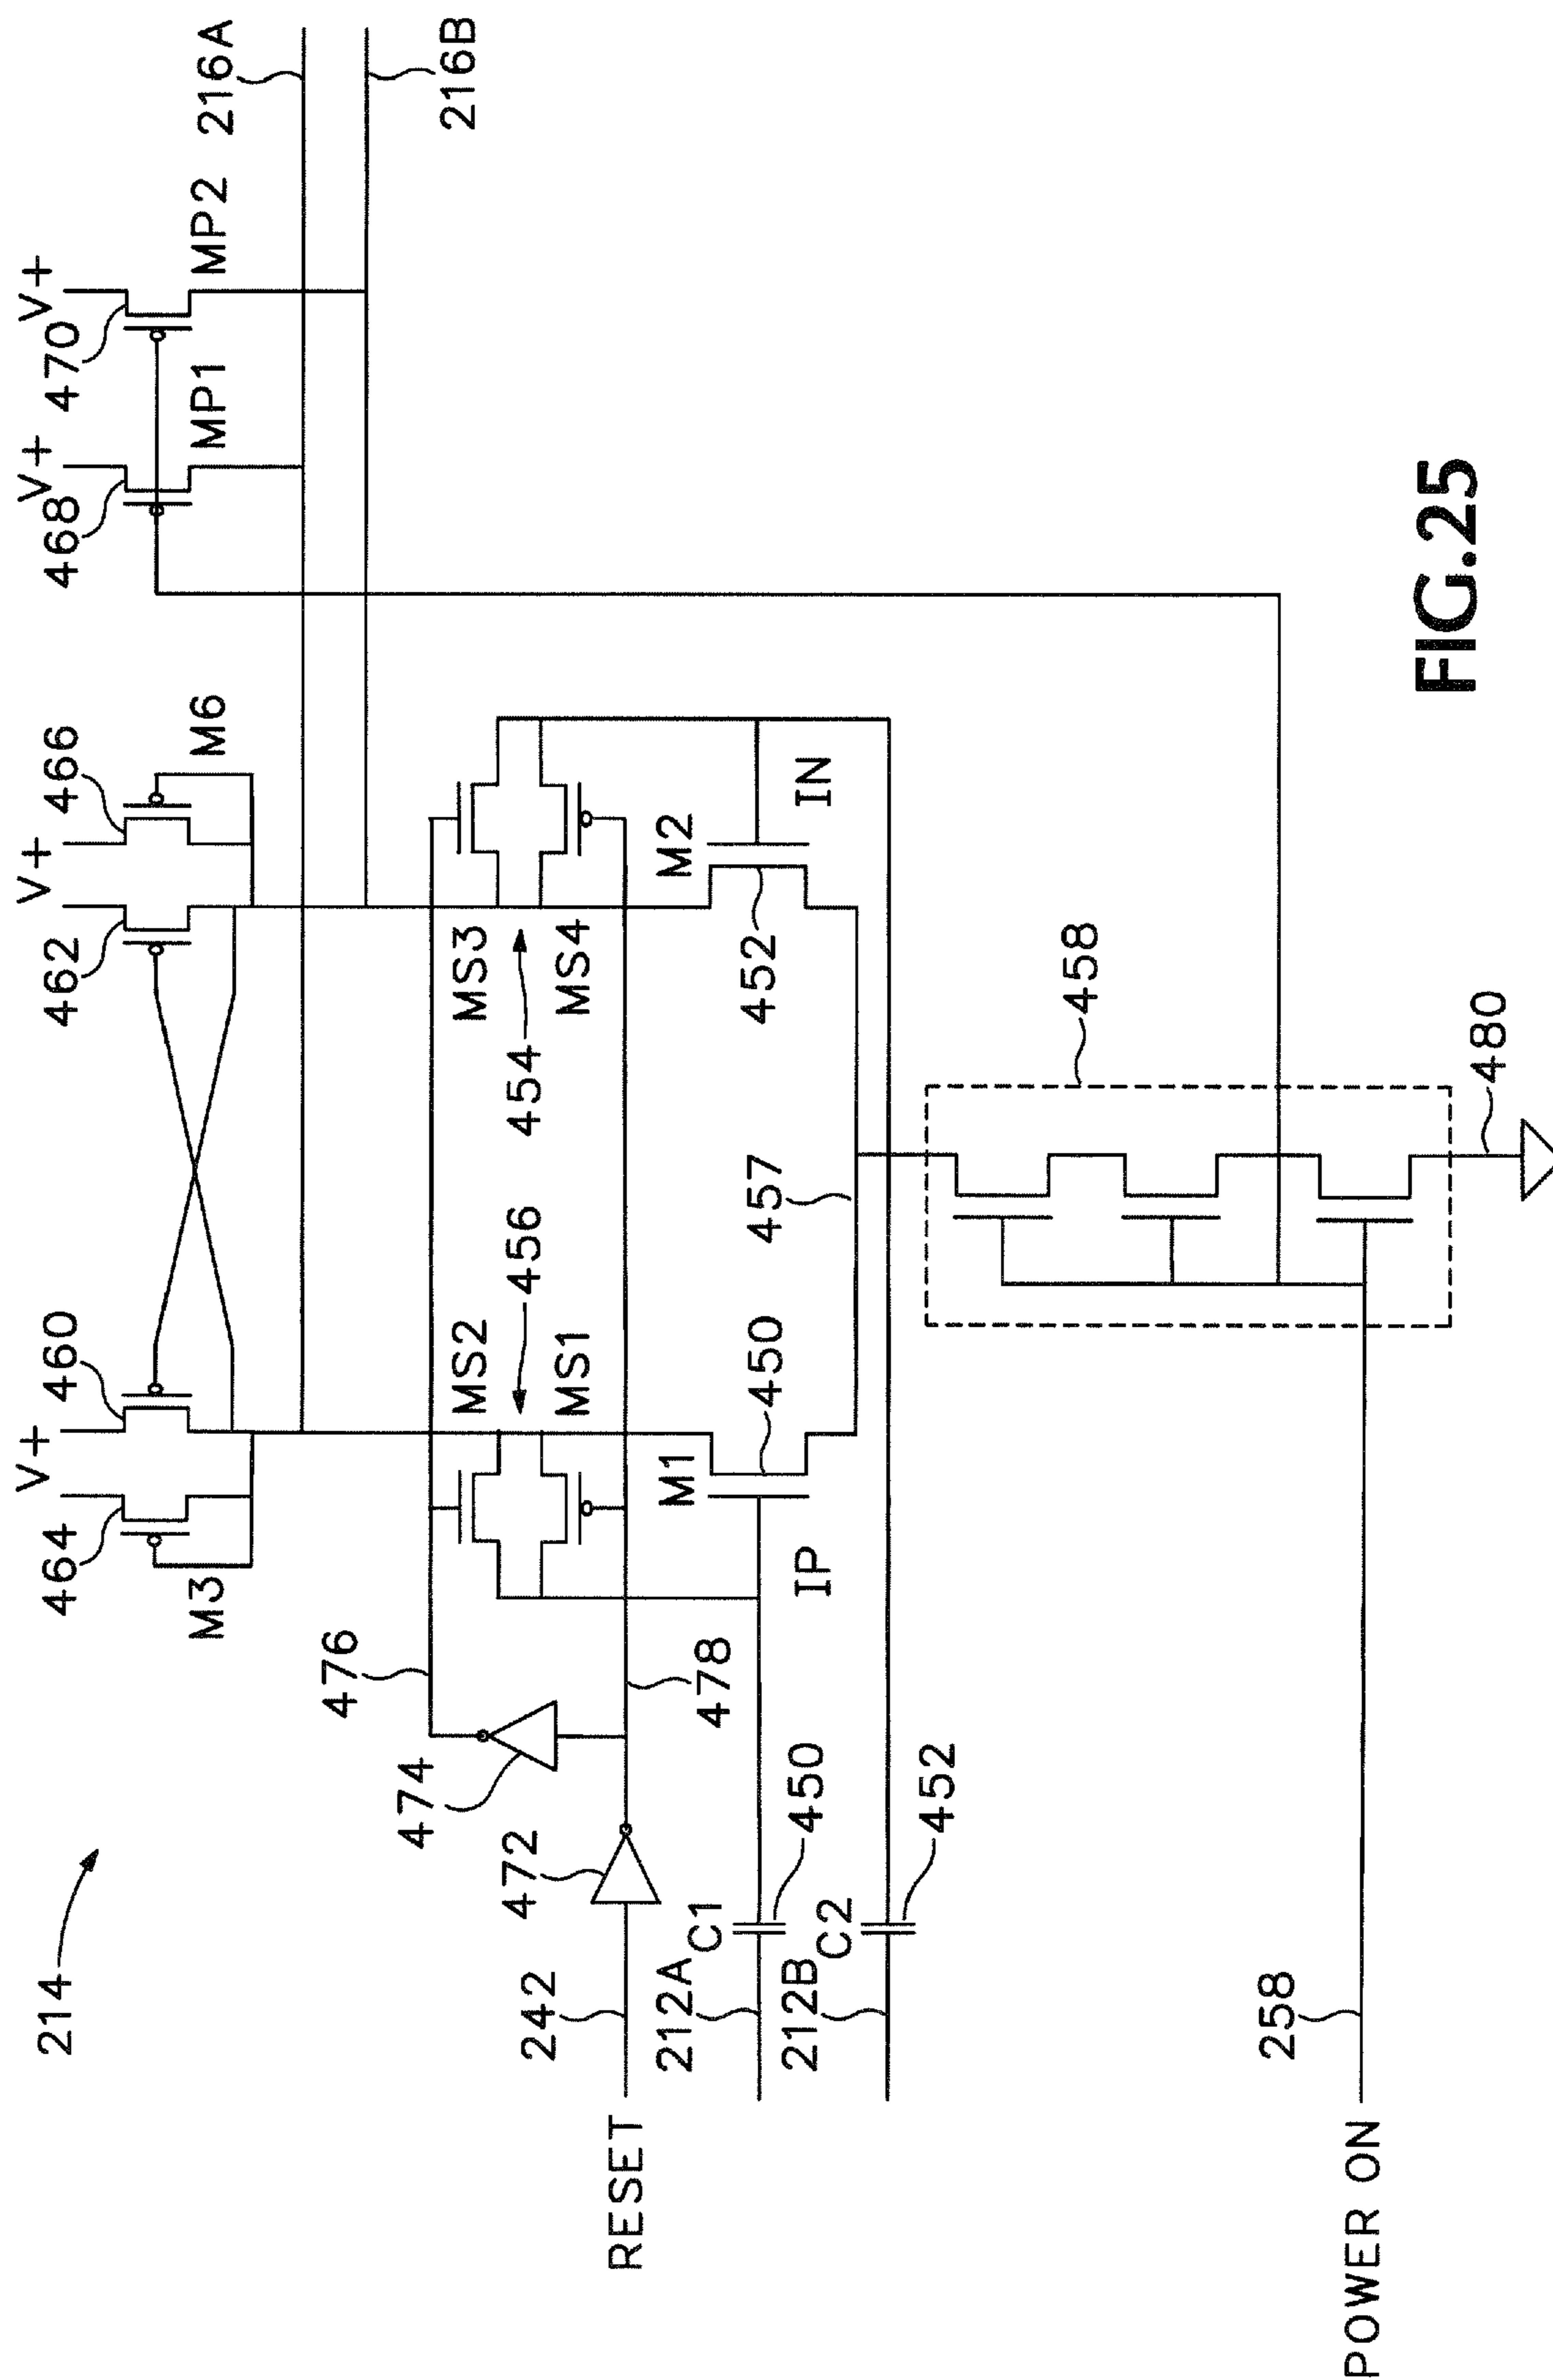 214
464
V+
460
462
V+
466
468
V+
470
V+
M3
M6
MP1
MP2
216A
216B
476
474
472
MS2
456
MS1
MS3
454
MS4
RESET
242
478
M1
M2
212A
C1
450
IP
450
452
IN
212B
C2
452
457
458
POWER ON
258
480
FIG.25